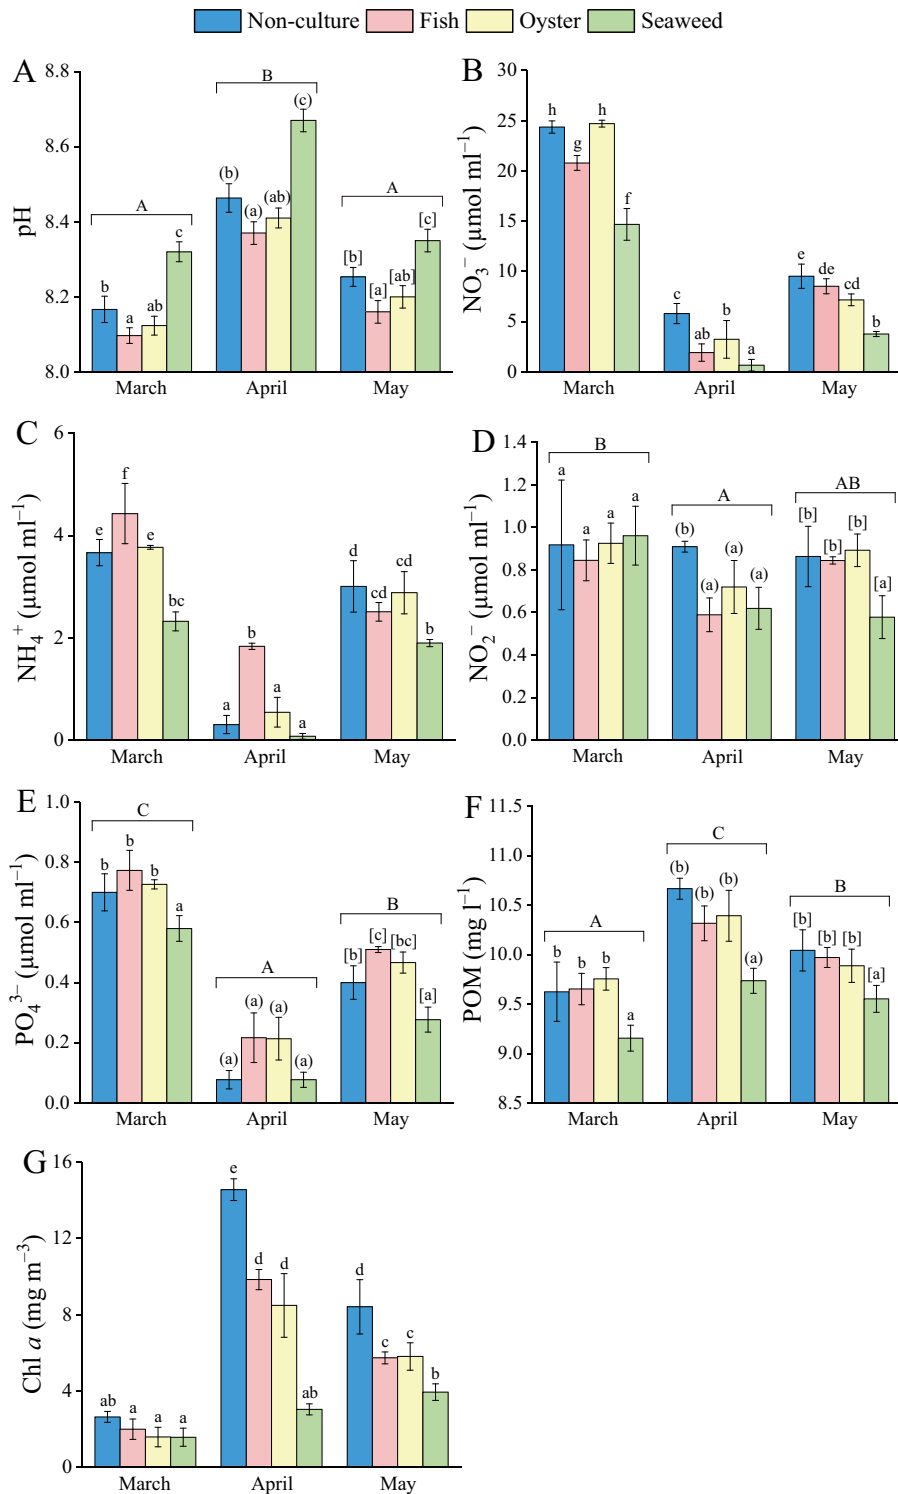 Non-culture Fish Oyster Seaweed
A
8.8
8.6
8.4
8.2
8.0
pH
A
b a ab c
B
(b) (a) (ab) (c)
A
[b] [a] [ab] [c]
March April May
B
30
25
20
15
10
5
0
NO₃⁻ (μmol ml⁻¹)
h g h f
c ab b a
e de cd b
March April May
C
6
4
2
0
NH₄⁺ (μmol ml⁻¹)
e f e bc
a b a a
d cd cd b
March April May
D
1.4
1.2
1.0
0.8
0.6
0.4
0.2
0.0
NO₂⁻ (μmol ml⁻¹)
B
a a a a
A
(b) (a) (a) (a)
AB
[b] [b] [b] [a]
March April May
E
1.0
0.8
0.6
0.4
0.2
0.0
PO₄³⁻ (μmol ml⁻¹)
C
b b b a
A
(a) (a) (a) (a)
B
[b] [c] [bc] [a]
March April May
F
11.5
11.0
10.5
10.0
9.5
9.0
8.5
POM (mg l⁻¹)
A
b b b a
C
(b) (b) (b) (a)
B
[b] [b] [b] [a]
March April May
G
16
12
8
4
0
Chl a (mg m⁻³)
ab a a a
e d d ab
d c c b
March April May